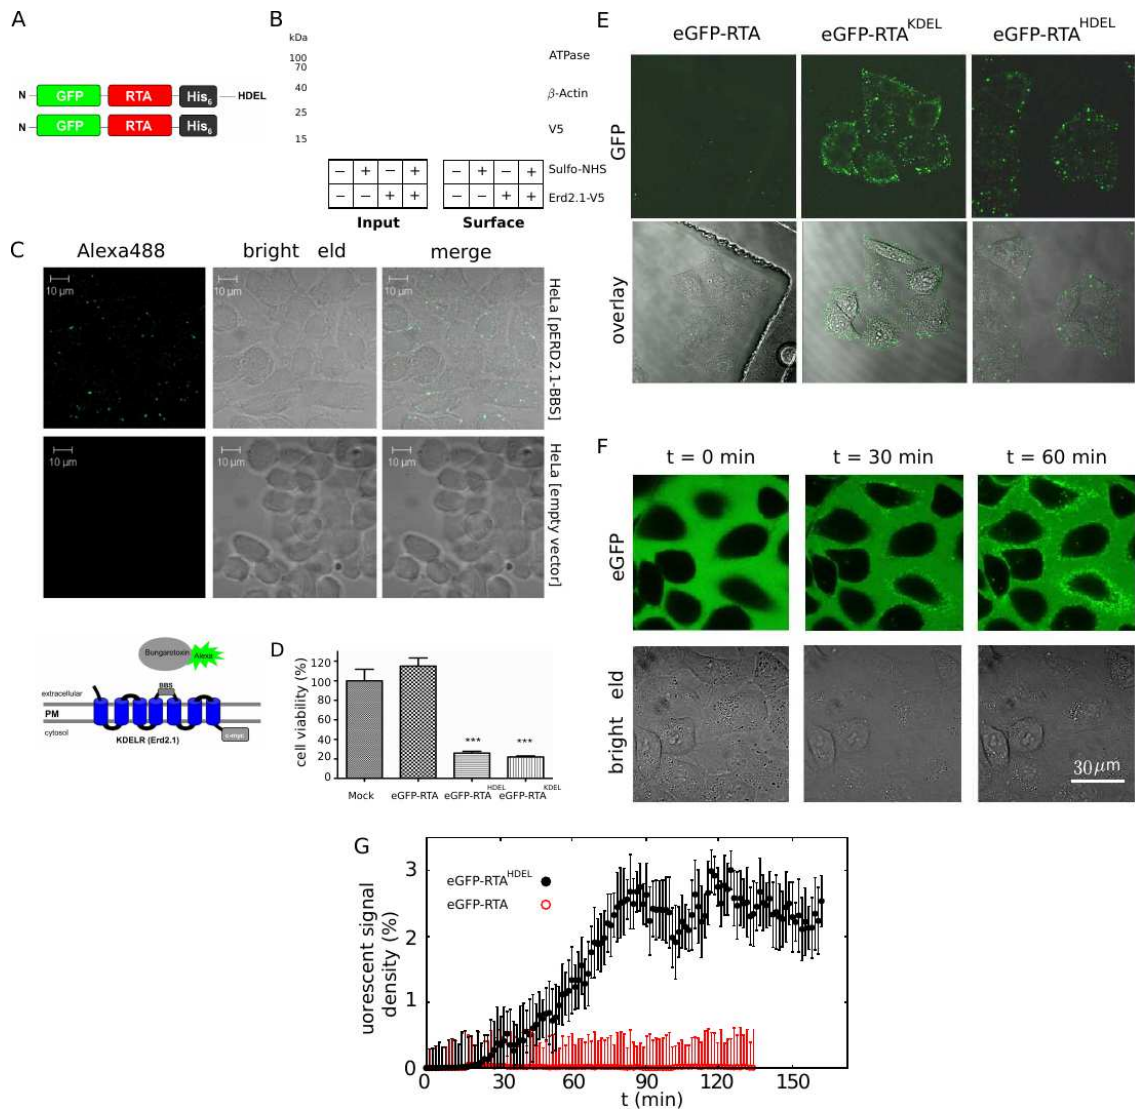 A
N GFP RTA His6 HDEL
N GFP RTA His6
B
kDa
100
70
40
25
15
ATPase
β-Actin
V5
− + − + − + − + Sulfo-NHS
− − + + − − + + Erd2.1-V5
Input Surface
C
Alexa488 bright eld merge
10 µm 10 µm 10 µm
HeLa [pERD2.1-BBS]
10 µm 10 µm 10 µm
HeLa [empty vector]
Bungarotoxin Alexa
extracellular
BBS
PM
cytosol
KDELR (Erd2.1)
c-myc
D
cell viability (%)
120
100
80
60
40
20
0
*** ***
Mock eGFP-RTA eGFP-RTAHDEL eGFP-RTAKDEL
E
eGFP-RTA eGFP-RTAKDEL eGFP-RTAHDEL
GFP
overlay
F
t = 0 min t = 30 min t = 60 min
eGFP
bright eld
30µm
G
uorescent signal
density (%)
3
2
1
0
eGFP-RTAHDEL
eGFP-RTA
0 30 60 90 120 150
t (min)